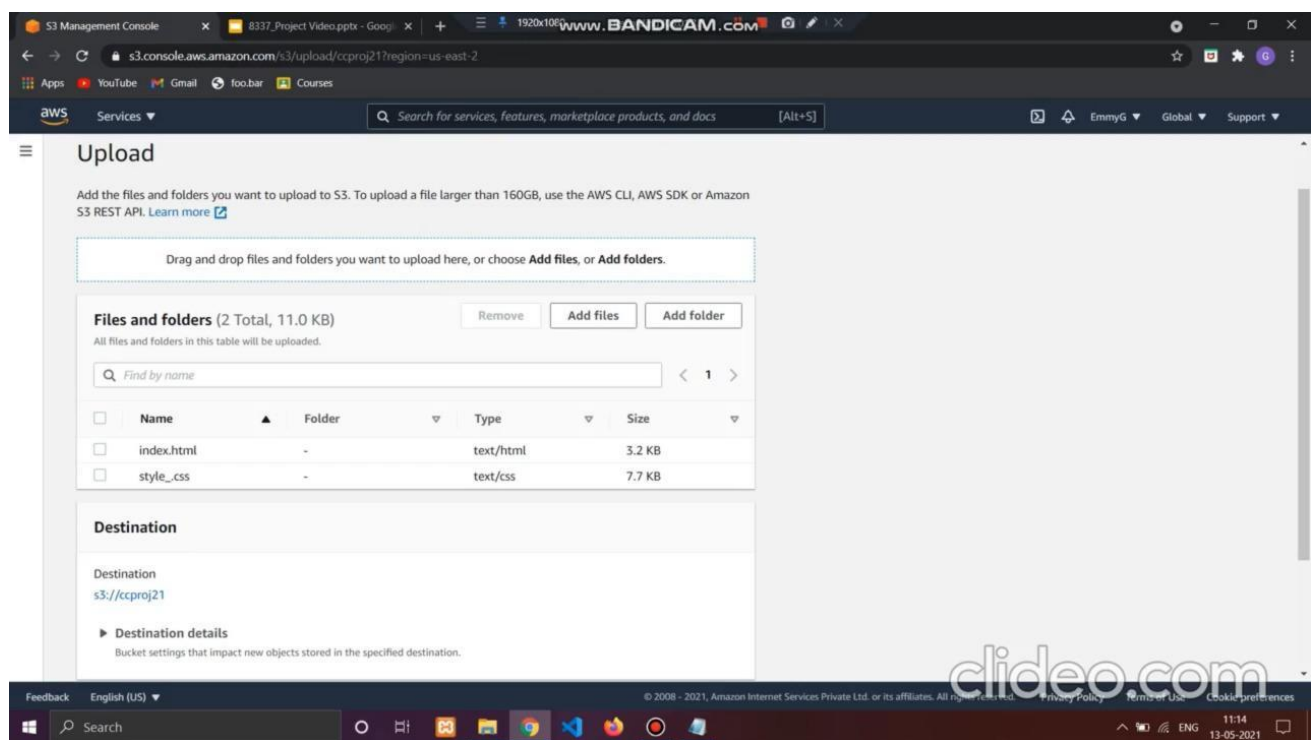 S3 Management Console
8337_Project Video.pptx - Googl
1920x108
www.BANDICAM.com
s3.console.aws.amazon.com/s3/upload/ccproj21?region=us-east-2
G
Apps YouTube Gmail foo.bar Courses
aws Services Search for services, features, marketplace products, and docs [Alt+S] EmmyG Global Support
Upload
Add the files and folders you want to upload to S3. To upload a file larger than 160GB, use the AWS CLI, AWS SDK or Amazon
S3 REST API. Learn more
Drag and drop files and folders you want to upload here, or choose Add files, or Add folders.
Files and folders (2 Total, 11.0 KB) Remove Add files Add folder
All files and folders in this table will be uploaded.
Find by name 1
Name Folder Type Size
index.html - text/html 3.2 KB
style_.css - text/css 7.7 KB
Destination
Destination
s3://ccproj21
Destination details
Bucket settings that impact new objects stored in the specified destination.
clideo.com
Feedback English (US) © 2008 - 2021, Amazon Internet Services Private Ltd. or its affiliates. All rights reserved. Privacy Policy Terms of Use Cookie preferences
Search ENG 11:14
13-05-2021